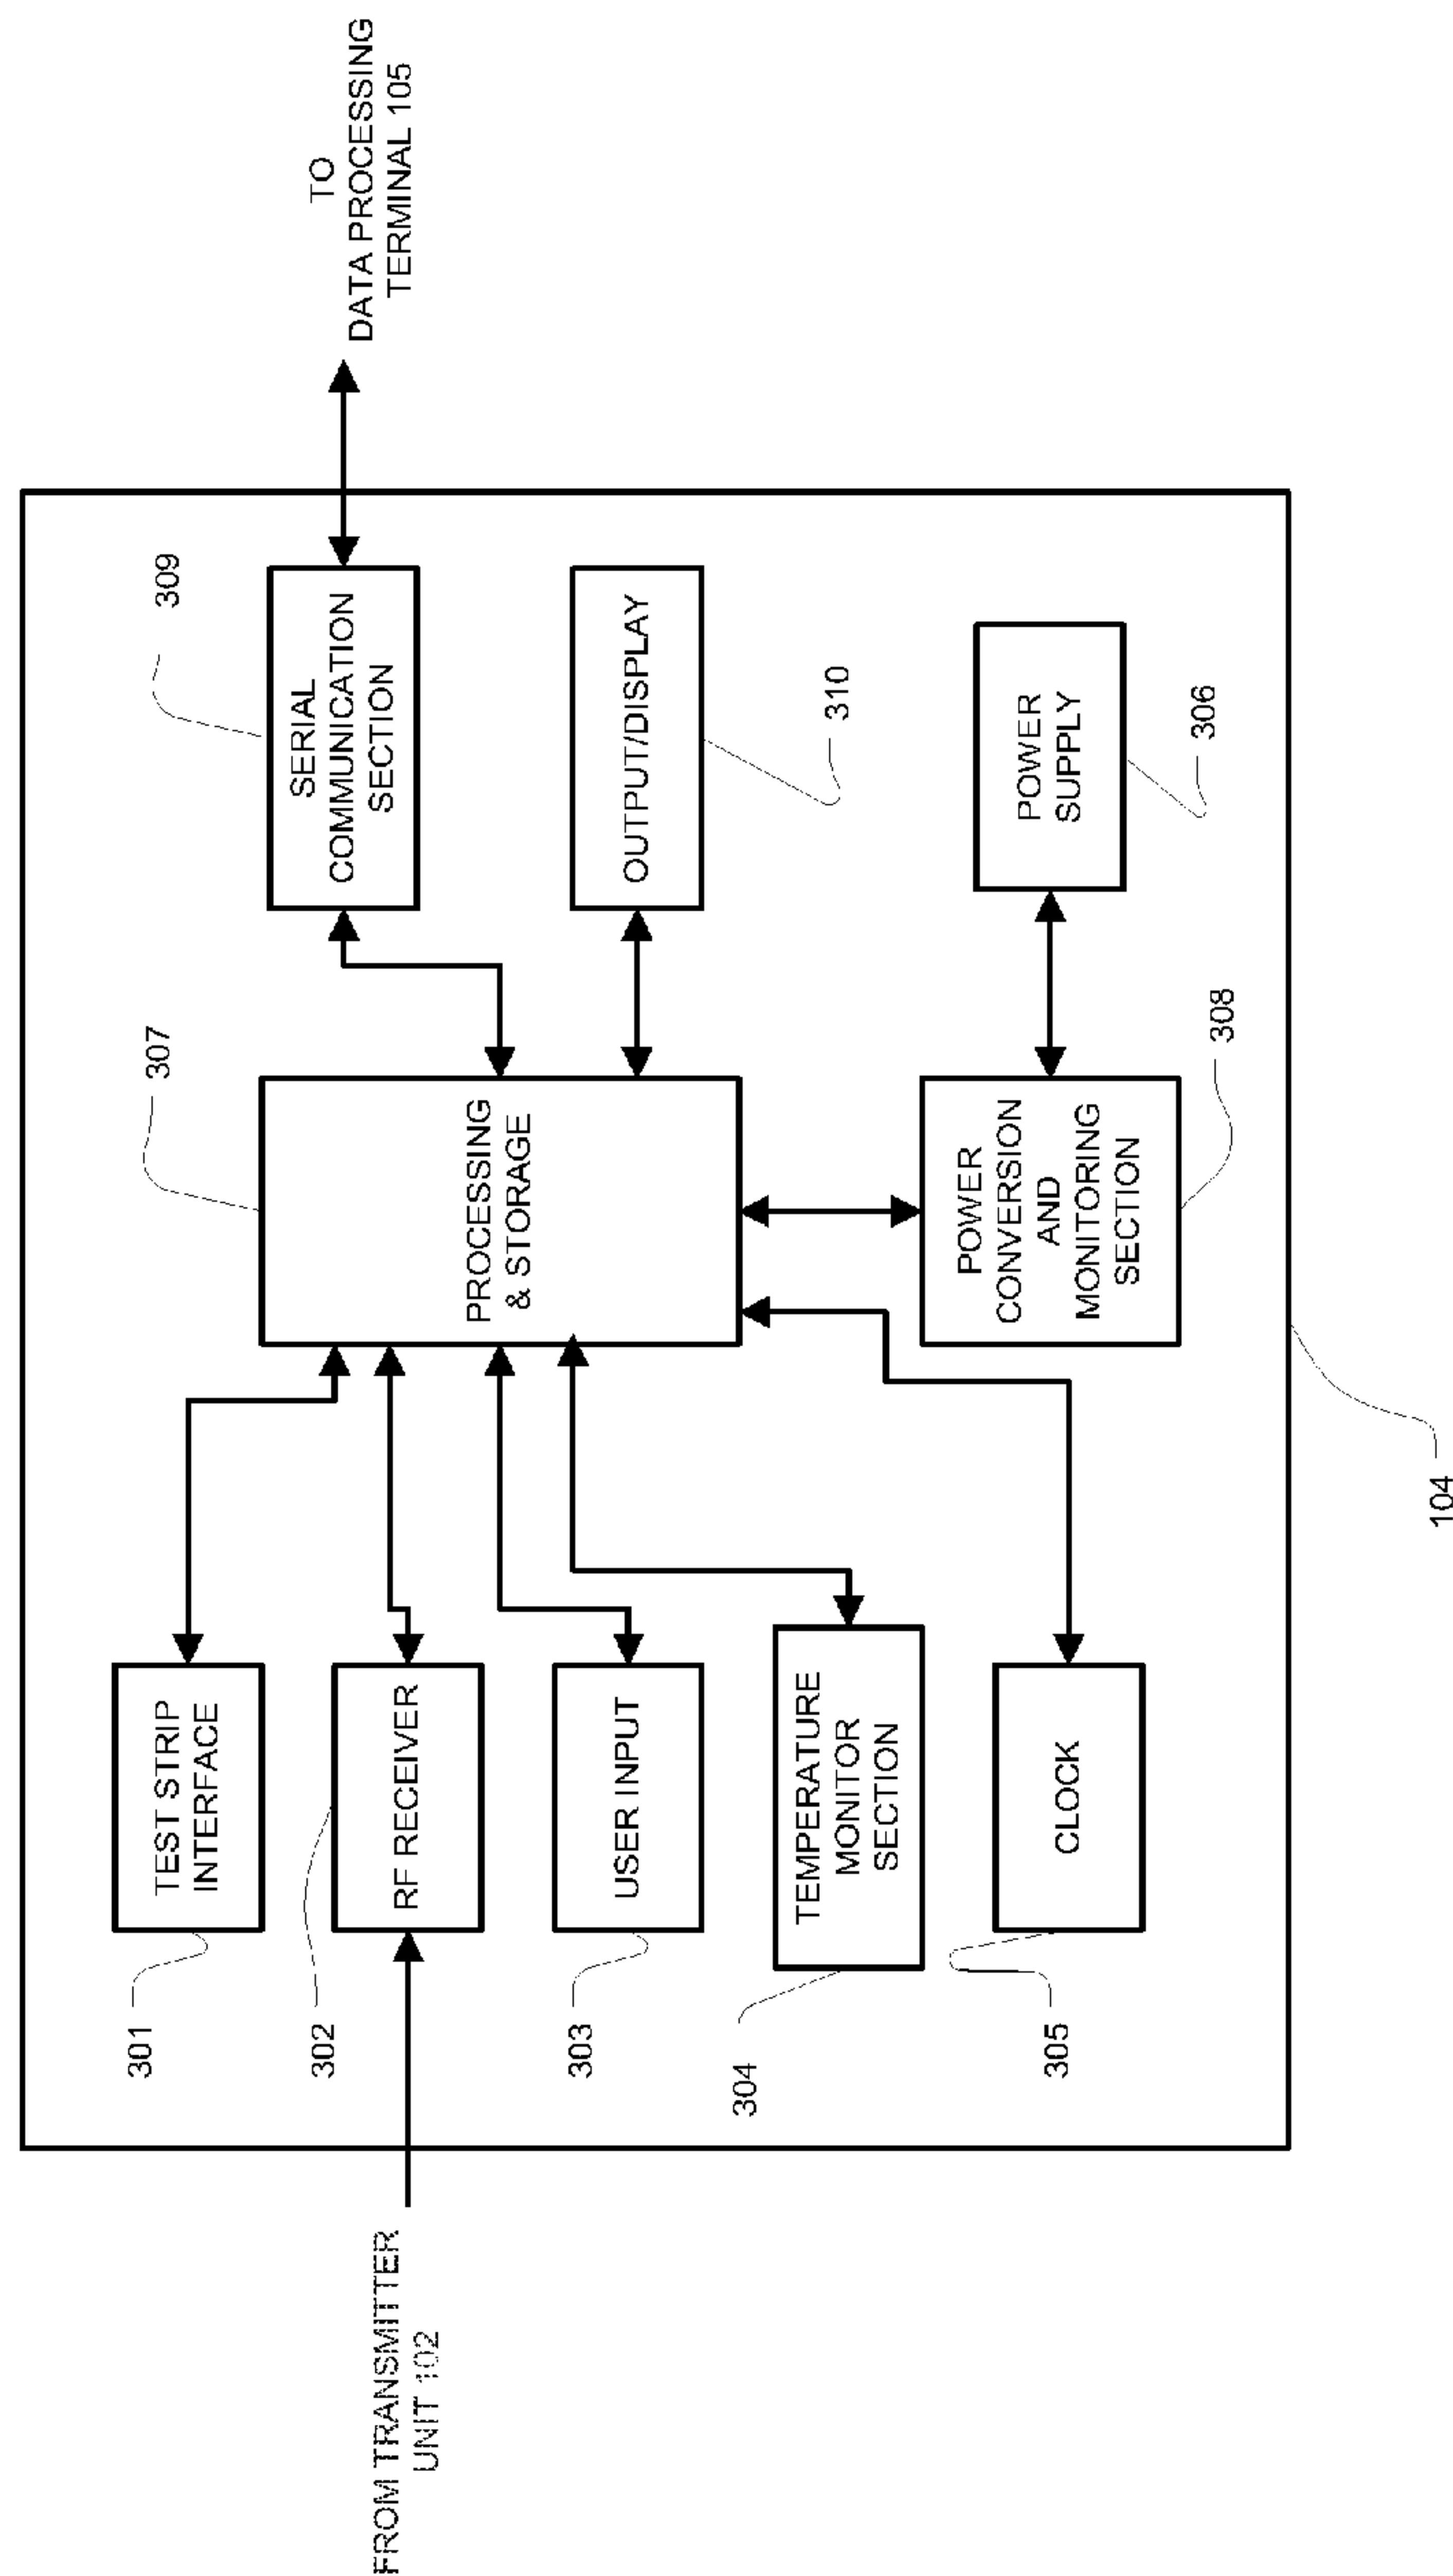 301
TEST STRIP
INTERFACE
307
309
SERIAL
COMMUNICATION
SECTION
TO
DATA PROCESSING
TERMINAL 105
FROM TRANSMITTER
UNIT 102
302
RF RECEIVER
PROCESSING
& STORAGE
303
USER INPUT
OUTPUT/DISPLAY
310
304
TEMPERATURE
MONITOR
SECTION
305
CLOCK
POWER
CONVERSION
AND
MONITORING
SECTION
308
POWER
SUPPLY
306
104